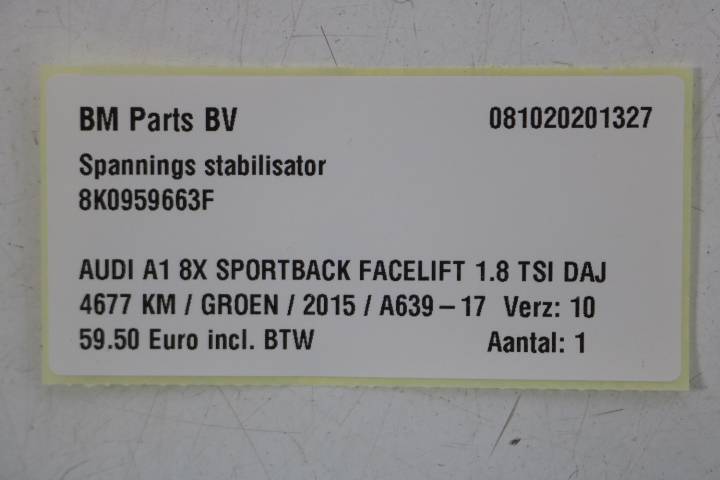 BM Parts BV 081020201327
Spannings stabilisator
8K0959663F
AUDI A1 8X SPORTBACK FACELIFT 1.8 TSI DAJ
4677 KM / GROEN / 2015 / A639-17 Verz: 10
59.50 Euro incl. BTW Aantal: 1